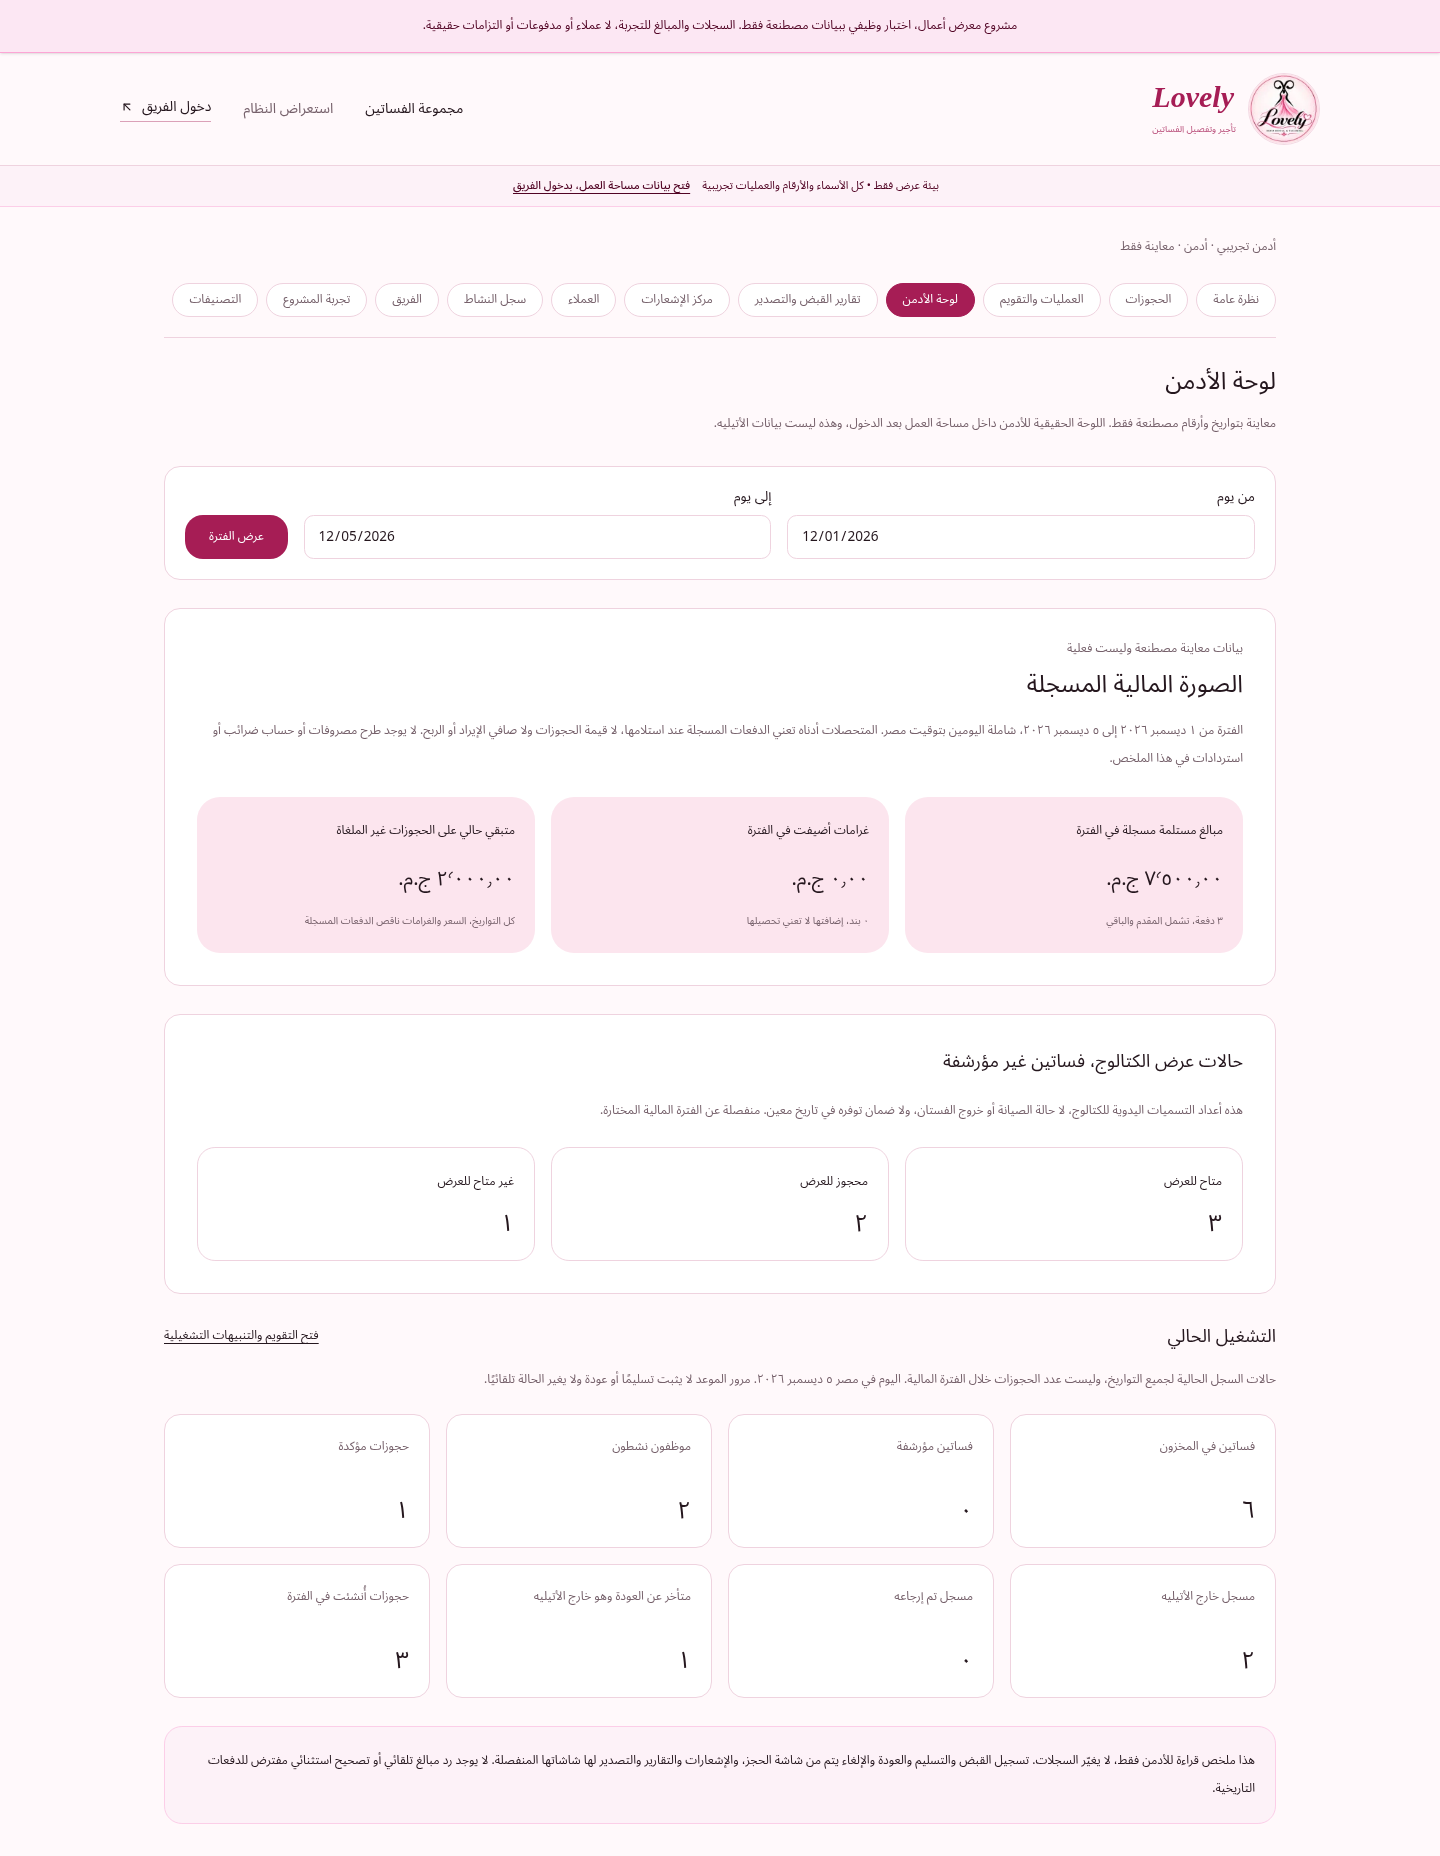 مشروع معرض أعمال، اختبار وظيفي ببيانات مصطنعة فقط. السجلات والمبالغ للتجربة، لا عملاء أو مدفوعات أو التزامات حقيقية.
Lovely
Lovely
تأجير وتفصيل الفساتين
مجموعة الفساتين
استعراض النظام
دخول الفريق
بيئة عرض فقط • كل الأسماء والأرقام والعمليات تجريبية فتح بيانات مساحة العمل، بدخول الفريق
أدمن تجريبي · أدمن · معاينة فقط
نظرة عامة
الحجوزات
العمليات والتقويم
لوحة الأدمن
تقارير القبض والتصدير
مركز الإشعارات
العملاء
سجل النشاط
الفريق
تجربة المشروع
التصنيفات
لوحة الأدمن
معاينة بتواريخ وأرقام مصطنعة فقط. اللوحة الحقيقية للأدمن داخل مساحة العمل بعد الدخول، وهذه ليست بيانات الأتيليه.
من يوم
إلى يوم
12/01/2026
12/05/2026
عرض الفترة
بيانات معاينة مصطنعة وليست فعلية
الصورة المالية المسجلة
الفترة من ١ ديسمبر ٢٠٢٦ إلى ٥ ديسمبر ٢٠٢٦، شاملة اليومين بتوقيت مصر. المتحصلات أدناه تعني الدفعات المسجلة عند استلامها، لا قيمة الحجوزات ولا صافي الإيراد أو الربح. لا يوجد طرح مصروفات أو حساب ضرائب أو
استردادات في هذا الملخص.
مبالغ مستلمة مسجلة في الفترة
٧٬٥٠٠٫٠٠ ج.م.
٣ دفعة، تشمل المقدم والباقي
غرامات أضيفت في الفترة
٠٫٠٠ ج.م.
٠ بند، إضافتها لا تعني تحصيلها
متبقي حالي على الحجوزات غير الملغاة
٢٬٠٠٠٫٠٠ ج.م.
كل التواريخ، السعر والغرامات ناقص الدفعات المسجلة
حالات عرض الكتالوج، فساتين غير مؤرشفة
هذه أعداد التسميات اليدوية للكتالوج، لا حالة الصيانة أو خروج الفستان، ولا ضمان توفره في تاريخ معين. منفصلة عن الفترة المالية المختارة.
متاح للعرض
٣
محجوز للعرض
٢
غير متاح للعرض
١
التشغيل الحالي
فتح التقويم والتنبيهات التشغيلية
حالات السجل الحالية لجميع التواريخ، وليست عدد الحجوزات خلال الفترة المالية. اليوم في مصر ٥ ديسمبر ٢٠٢٦. مرور الموعد لا يثبت تسليمًا أو عودة ولا يغير الحالة تلقائيًا.
فساتين في المخزون
٦
فساتين مؤرشفة
٠
موظفون نشطون
٢
حجوزات مؤكدة
١
مسجل خارج الأتيليه
٢
مسجل تم إرجاعه
٠
متأخر عن العودة وهو خارج الأتيليه
١
حجوزات أُنشئت في الفترة
٣
هذا ملخص قراءة للأدمن فقط، لا يغيّر السجلات. تسجيل القبض والتسليم والعودة والإلغاء يتم من شاشة الحجز، والإشعارات والتقارير والتصدير لها شاشاتها المنفصلة. لا يوجد رد مبالغ تلقائي أو تصحيح استثنائي مفترض للدفعات
التاريخية.